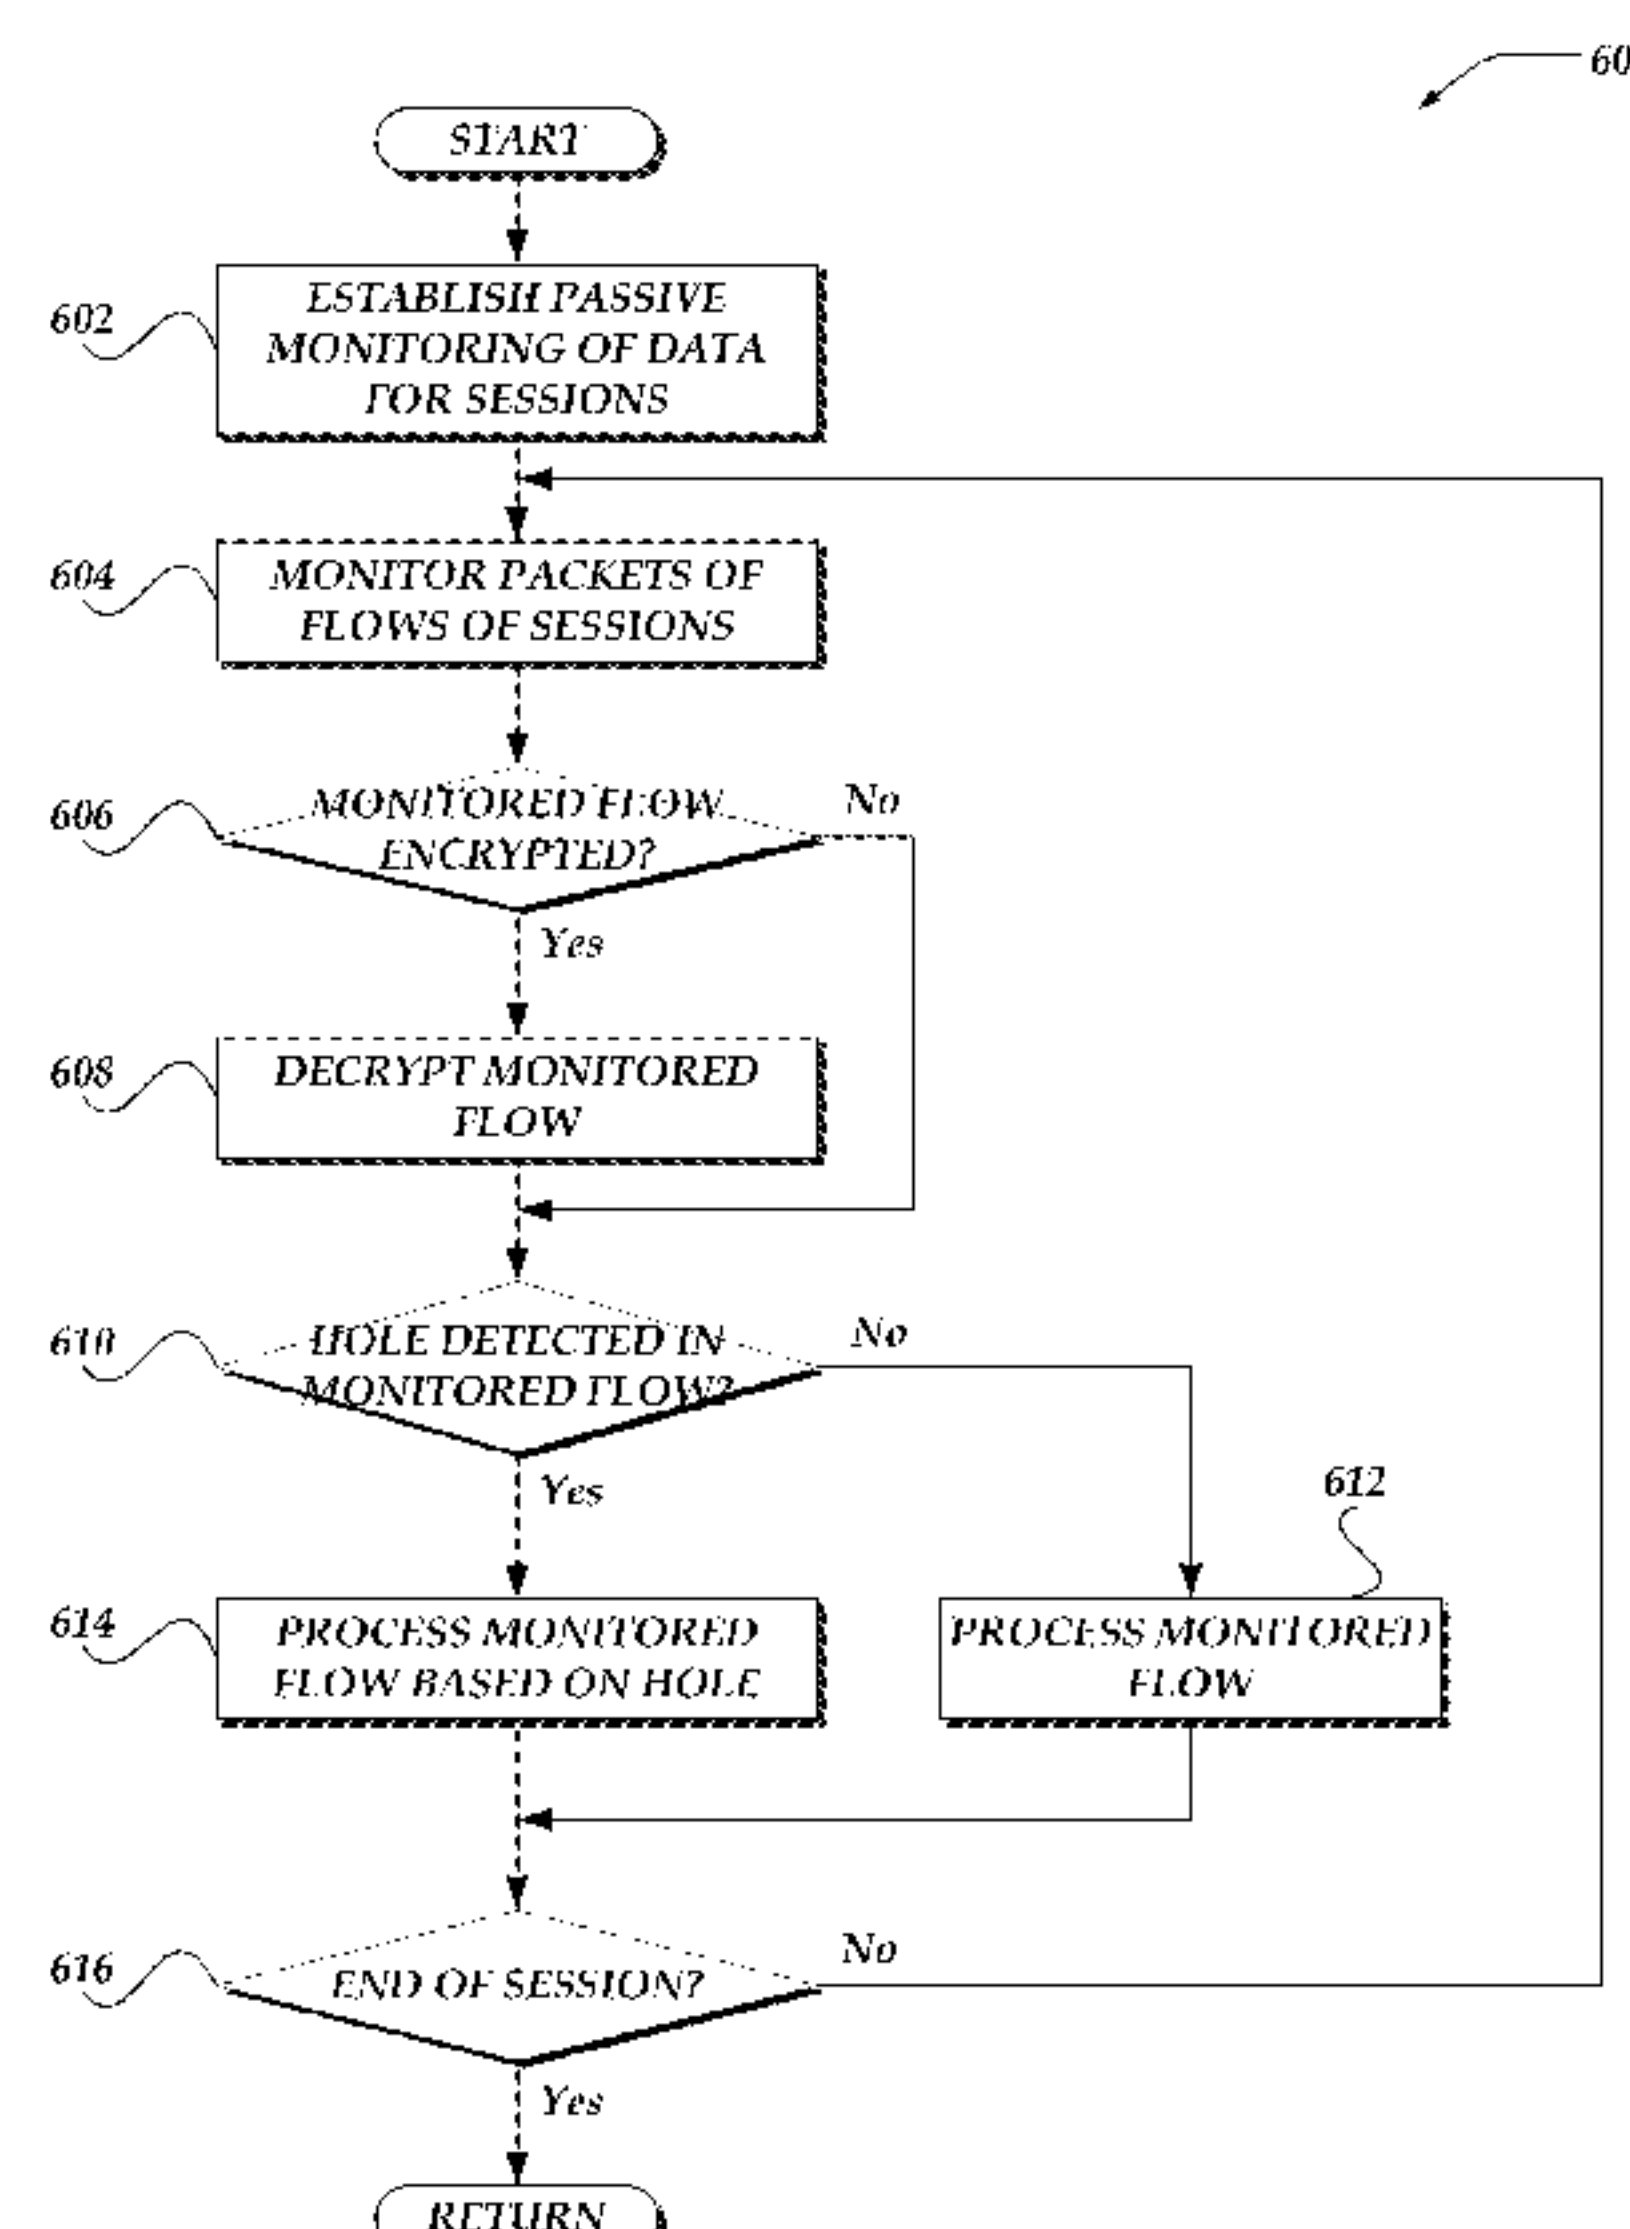 60
START
602
ESTABLISH PASSIVE
MONITORING OF DATA
FOR SESSIONS
604
MONITOR PACKETS OF
FLOWS OF SESSIONS
606
MONITORED FLOW
ENCRYPTED?
No
Yes
608
DECRYPT MONITORED
FLOW
610
HOLE DETECTED IN
MONITORED FLOW?
No
Yes
612
614
PROCESS MONITORED
FLOW BASED ON HOLE
PROCESS MONITORED
FLOW
616
END OF SESSION?
No
Yes
RETURN